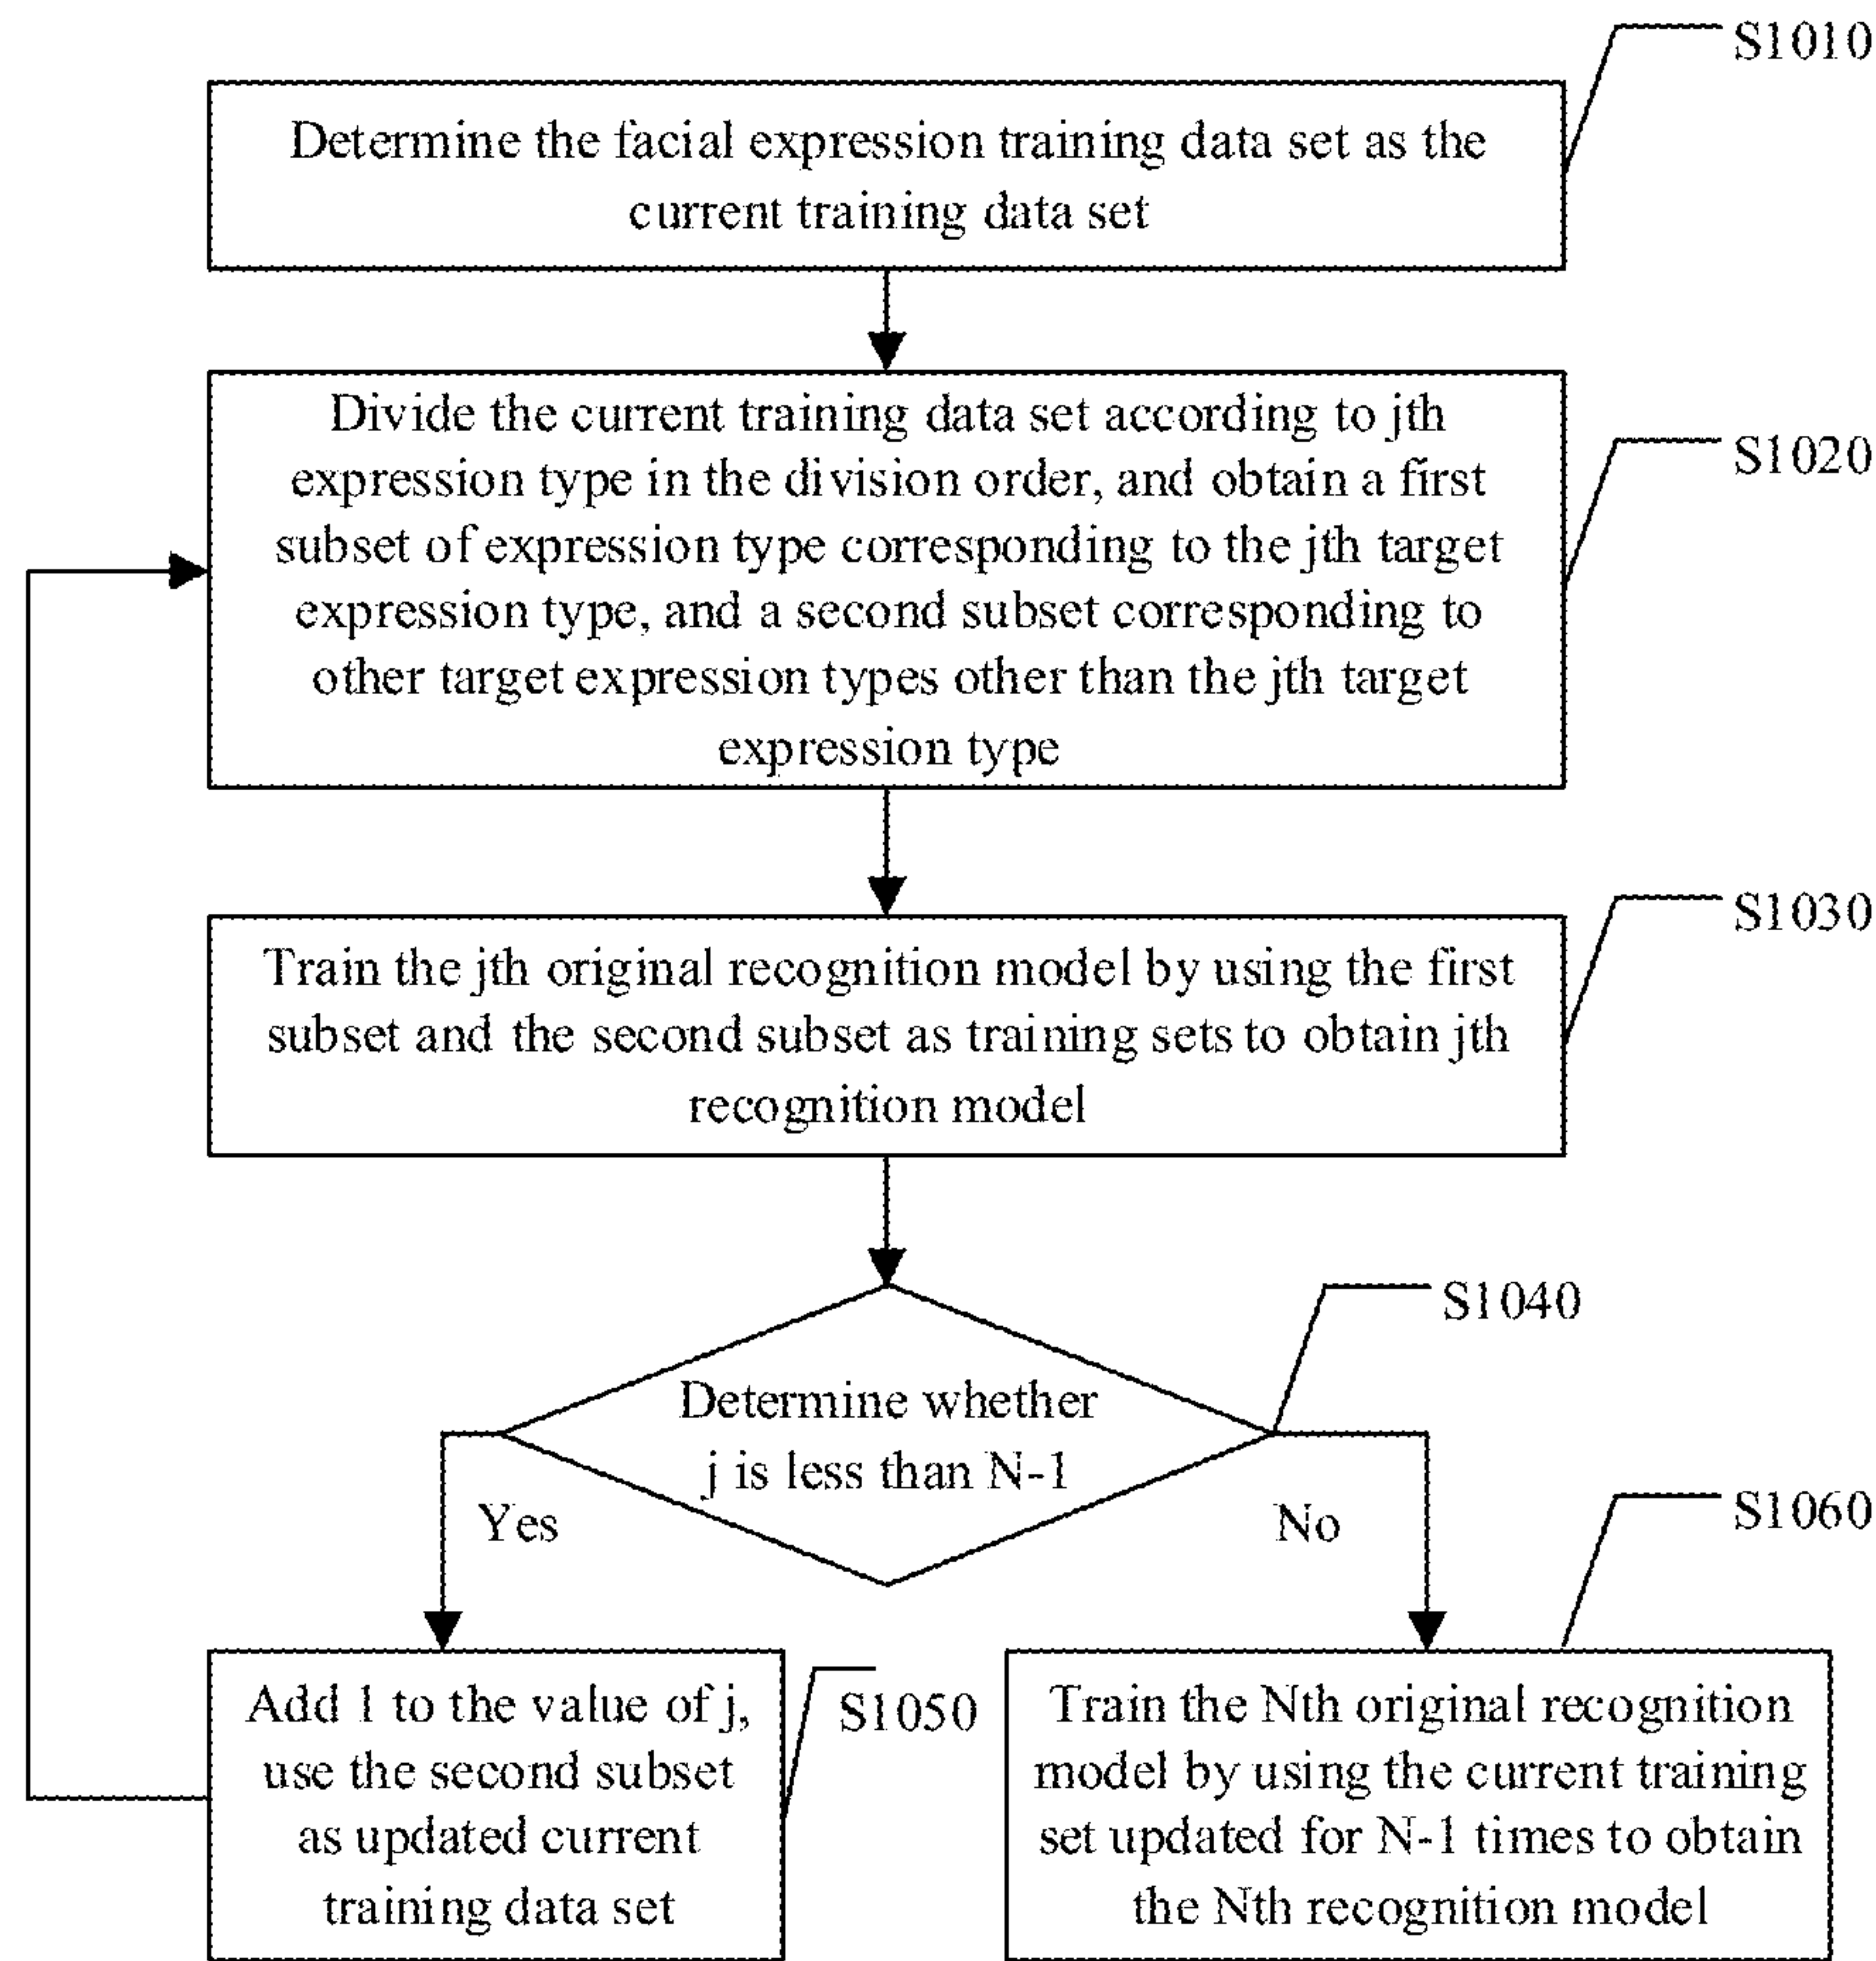 S1010
Determine the facial expression training data set as the
current training data set
Divide the current training data set according to jth
expression type in the division order, and obtain a first
subset of expression type corresponding to the jth target
expression type, and a second subset corresponding to
other target expression types other than the jth target
expression type
S1020
Train the jth original recognition model by using the first
subset and the second subset as training sets to obtain jth
recognition model
S1030
Determine whether
j is less than N-1
S1040
Yes
No
Add 1 to the value of j,
use the second subset
as updated current
training data set
S1050
Train the Nth original recognition
model by using the current training
set updated for N-1 times to obtain
the Nth recognition model
S1060